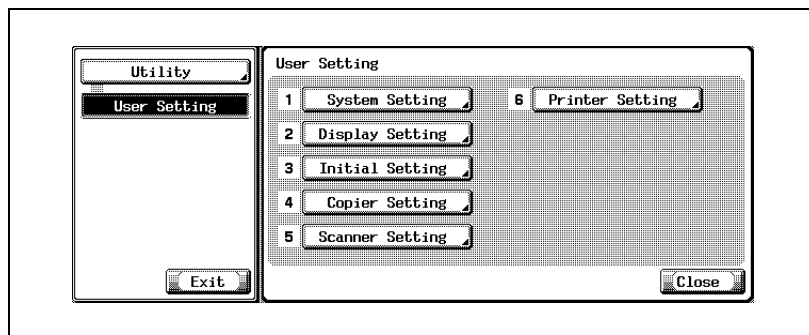 Utility
User Setting
Exit
User Setting
1 System Setting
2 Display Setting
3 Initial Setting
4 Copier Setting
5 Scanner Setting
6 Printer Setting
Close